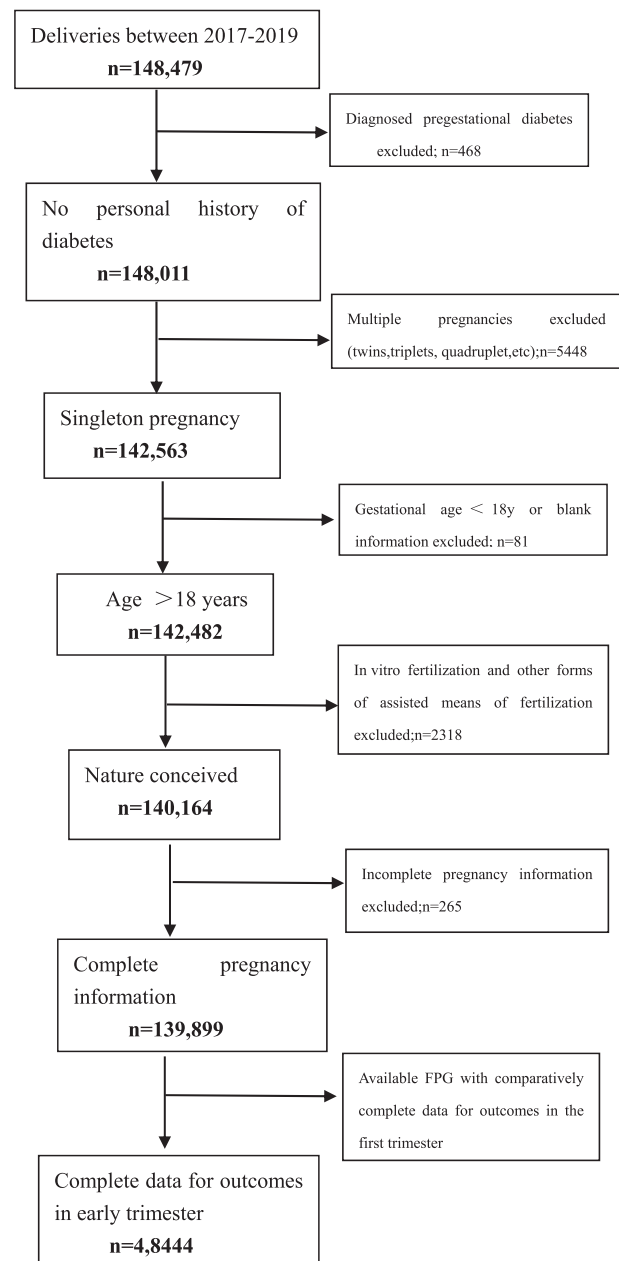 Deliveries between 2017-2019
n=148,479
Diagnosed pregestational diabetes
excluded; n=468
No personal history of
diabetes
n=148,011
Multiple pregnancies excluded
(twins,triplets, quadruplet,etc);n=5448
Singleton pregnancy
n=142,563
Gestational age < 18y or blank
information excluded: n=81
Age >18 years
n=142,482
In vitro fertilization and other forms
of assisted means of fertilization
excluded;n=2318
Nature conceived
n=140,164
Incomplete pregnancy information
excluded;n=265
Complete pregnancy
information
n=139,899
Available FPG with comparatively
complete data for outcomes in the
first trimester
Complete data for outcomes
in early trimester
n=4,8444